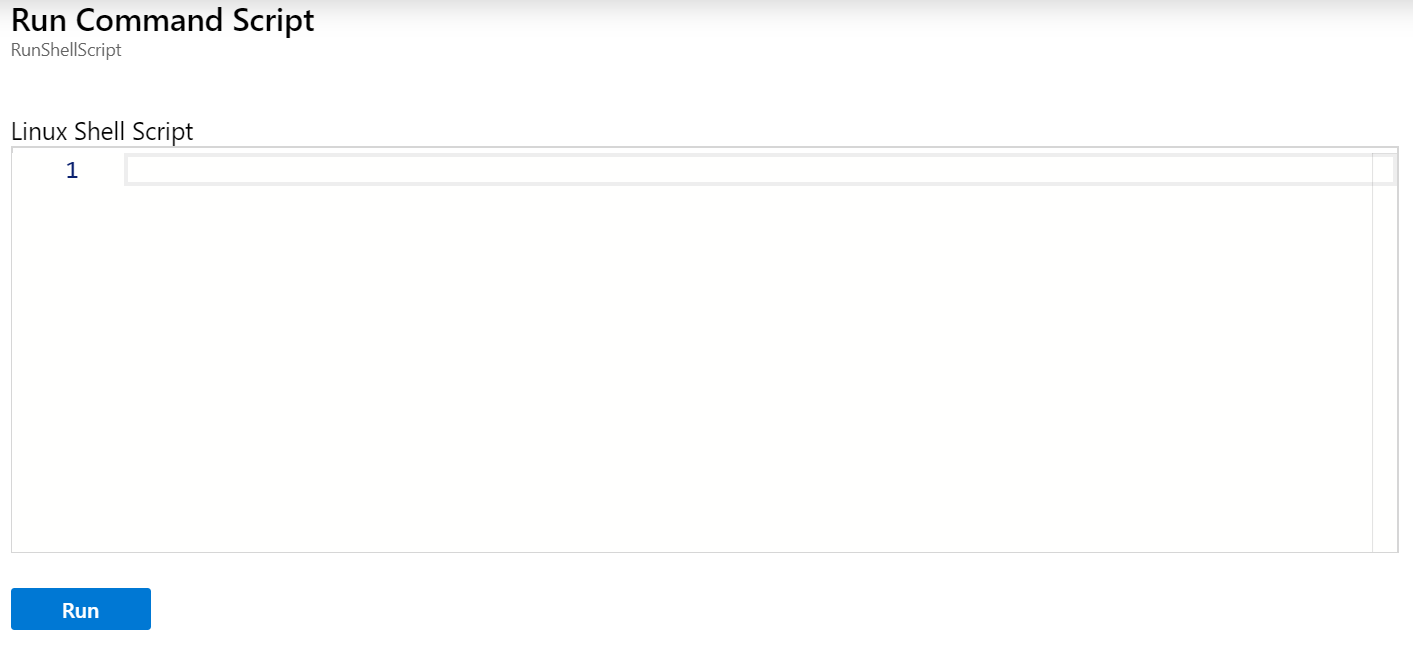 Run Command Script
RunShellScript
Linux Shell Script
1
Run